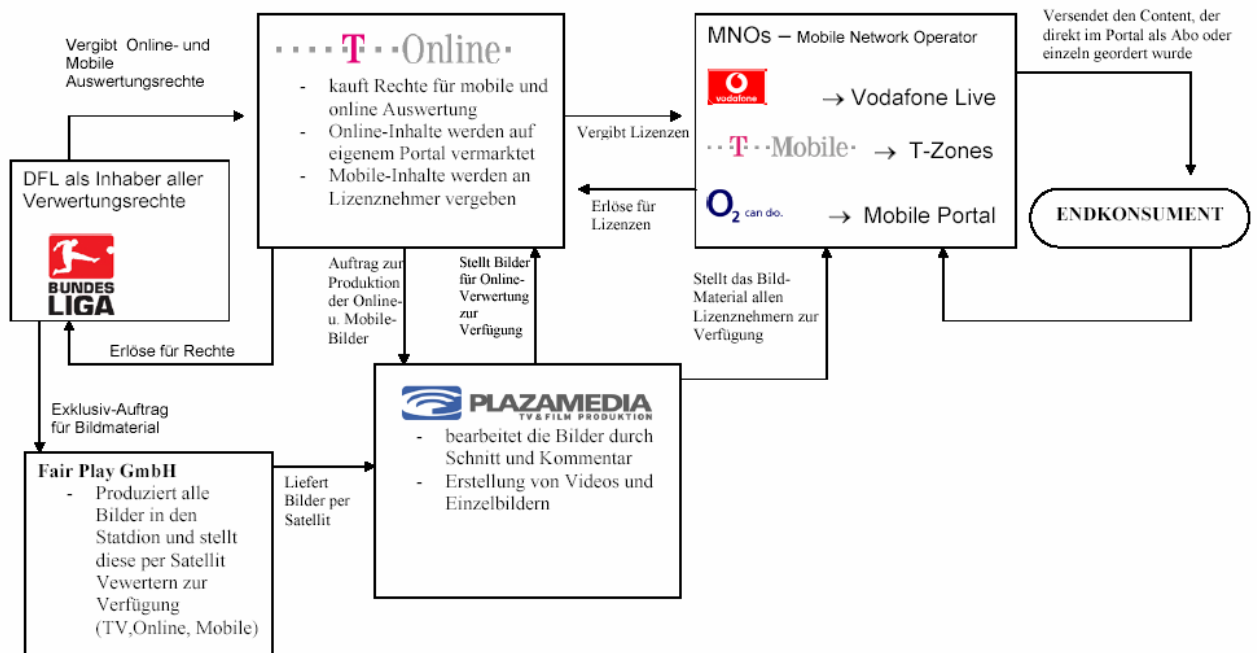 Vergibt Online- und
Mobile
Auswertungsrechte
DFL als Inhaber aller
Verwertungsrechte
BUNDES
LIGA
T Online
- kauft Rechte für mobile und
online Auswertung
- Online-Inhalte werden auf
eigenem Portal vermarktet
- Mobile-Inhalte werden an
Lizenznehmer vergeben
Vergibt Lizenzen
Erlöse für
Lizenzen
MNOs – Mobile Network Operator
vodafone
→ Vodafone Live
T Mobile
→ T-Zones
O2 can do.
→ Mobile Portal
Versendet den Content, der
direkt im Portal als Abo oder
einzeln geordert wurde
ENDKONSUMENT
Erlöse für Rechte
Auftrag zur
Produktion
der Online-
u. Mobile-
Bilder
Stellt Bilder
für Online-
Verwertung
zur
Verfügung
Stellt das Bild-
Material allen
Lizenznehmern zur
Verfügung
Exklusiv-Auftrag
für Bildmaterial
Fair Play GmbH
- Produziert alle
Bilder in den
Statdion und stellt
diese per Satellit
Vewertern zur
Verfügung
(TV,Online, Mobile)
Liefert
Bilder per
Satellit
PLAZAMEDIA
TV & FILM PRODUKTION
- bearbeitet die Bilder durch
Schnitt und Kommentar
- Erstellung von Videos und
Einzelbildern